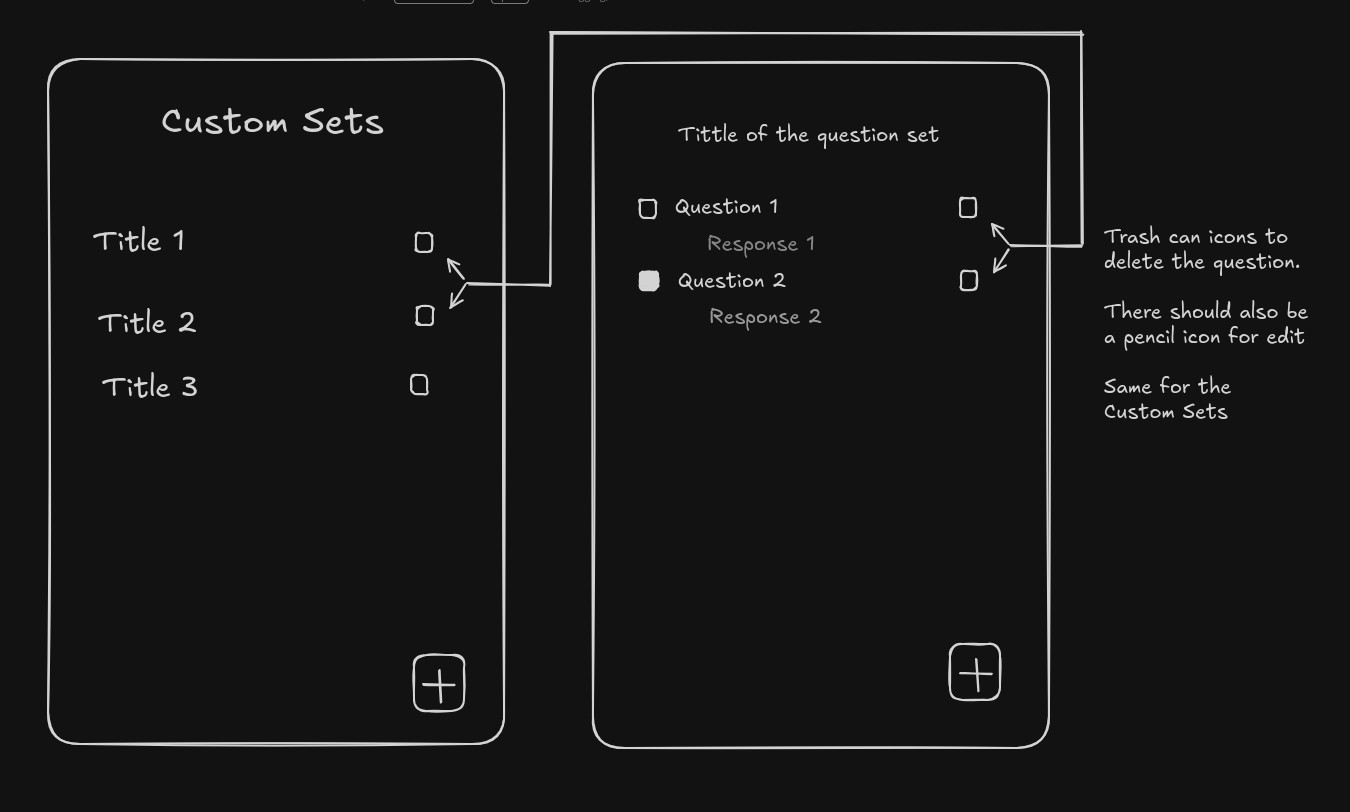 Custom Sets
Title 1
Title 2
Title 3
Tittle of the question set
Question 1
Response 1
Question 2
Response 2
Trash can icons to
delete the question.
There should also be
a pencil icon for edit
Same for the
Custom Sets